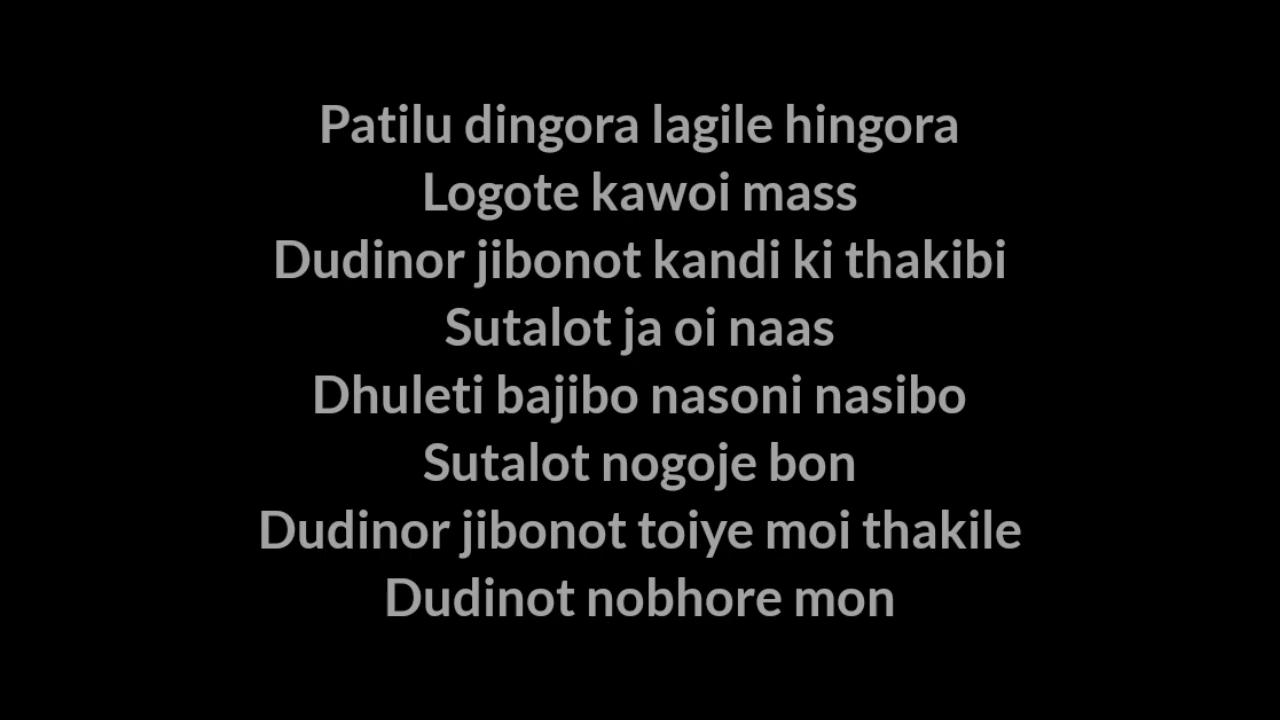 Patilu dingora lagile hingora
Logote kawoi mass
Dudinor jibonot kandi ki thakibi
Sutalot ja oi naas
Dhuleti bajibo nasoni nasibo
Sutalot nogoje bon
Dudinor jibonot toiye moi thakile
Dudinot nobhore mon